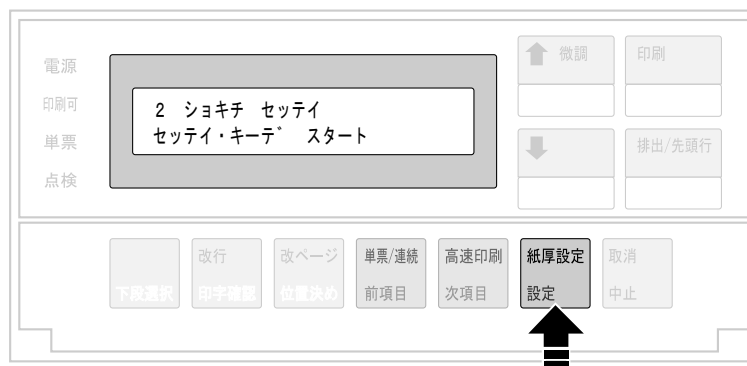 電源
印刷可
単票
点検
2 ショキチ セッテイ
セッテイ・キーデ スタート
微調
印刷
排出/先頭行
改行
改ページ
単票/連続
高速印刷
紙厚設定
取消
下段選択
印字確認
位置決め
前項目
次項目
設定
中止